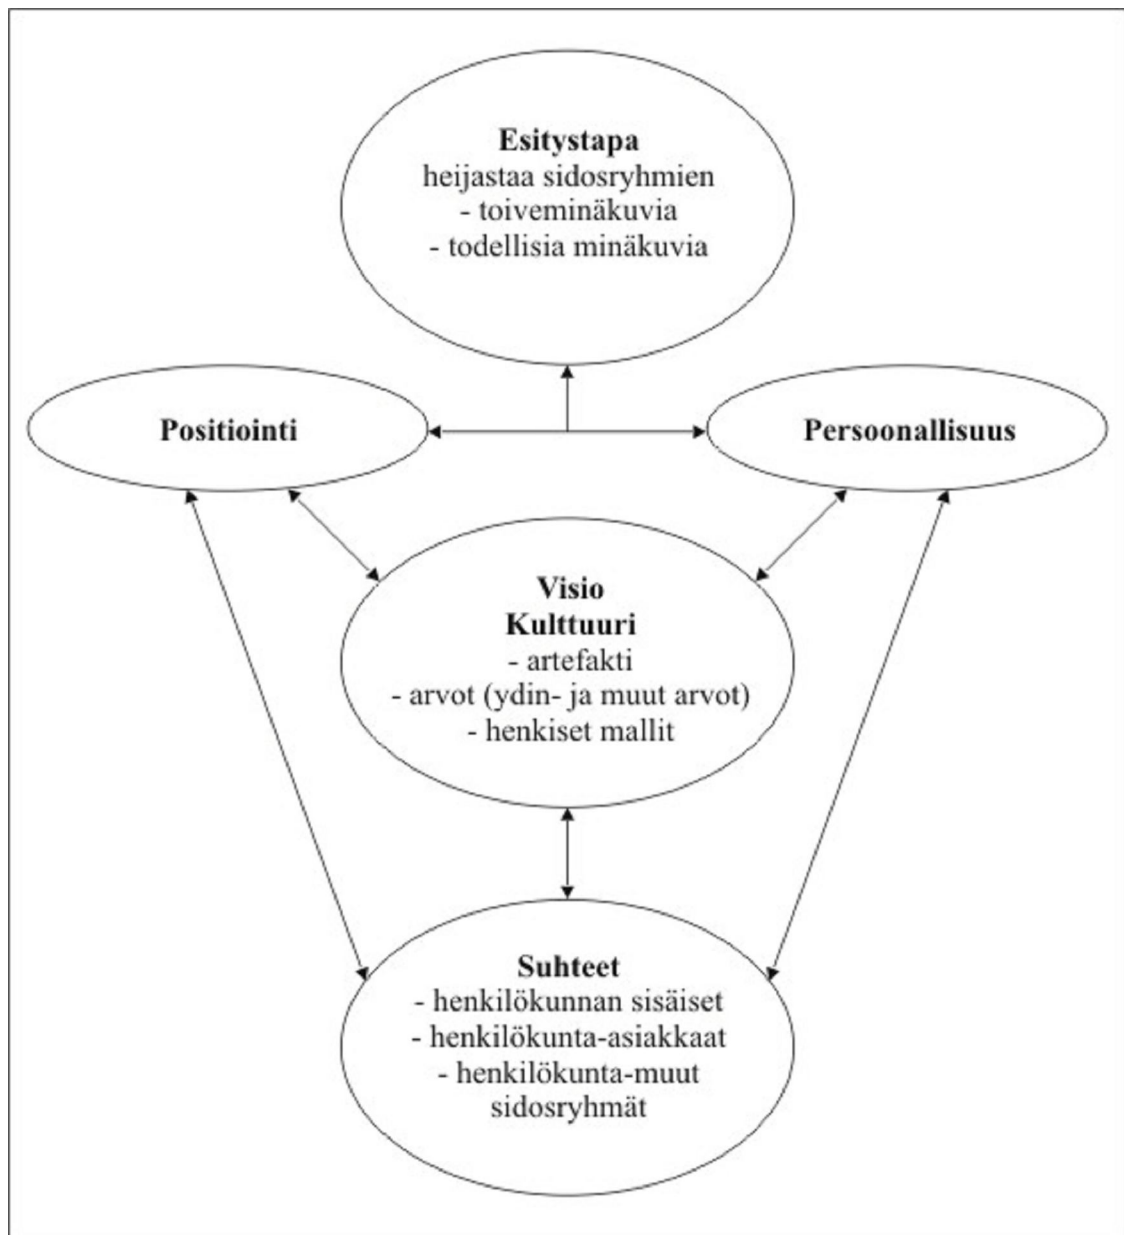 Esitystapa
heijastaa sidosryhmien
- toiveminäkuvia
- todellisia minäkuvia
Positiointi
Persoonallisuus
Visio
Kulttuuri
- artefakti
- arvot (ydin- ja muut arvot)
- henkiset mallit
Suhteet
- henkilökunnan sisäiset
- henkilökunta-asiakkaat
- henkilökunta-muut
sidosryhmät